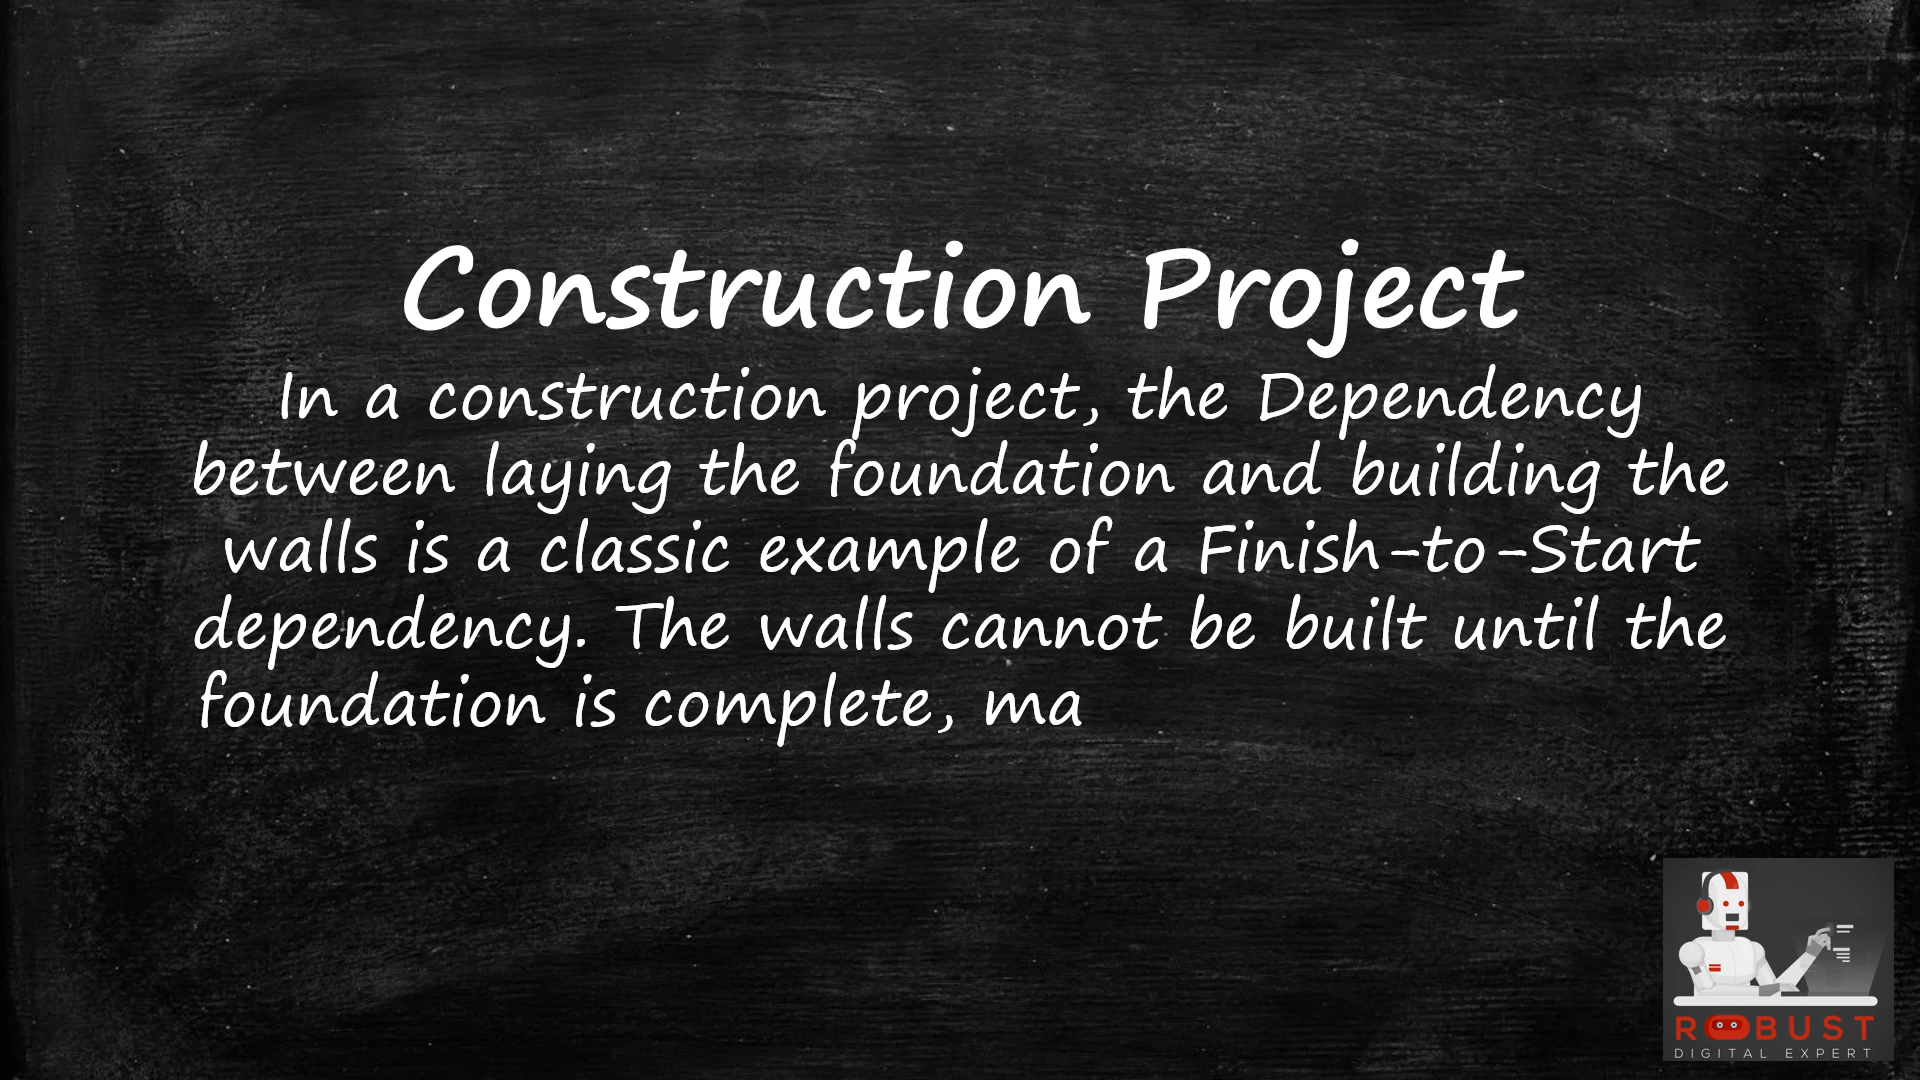 Construction Project
In a construction project, the Dependency
between laying the foundation and building the
walls is a classic example of a Finish-to-Start
dependency. The walls cannot be built until the
foundation is complete, ma
ROBUST
DIGITAL EXPERT